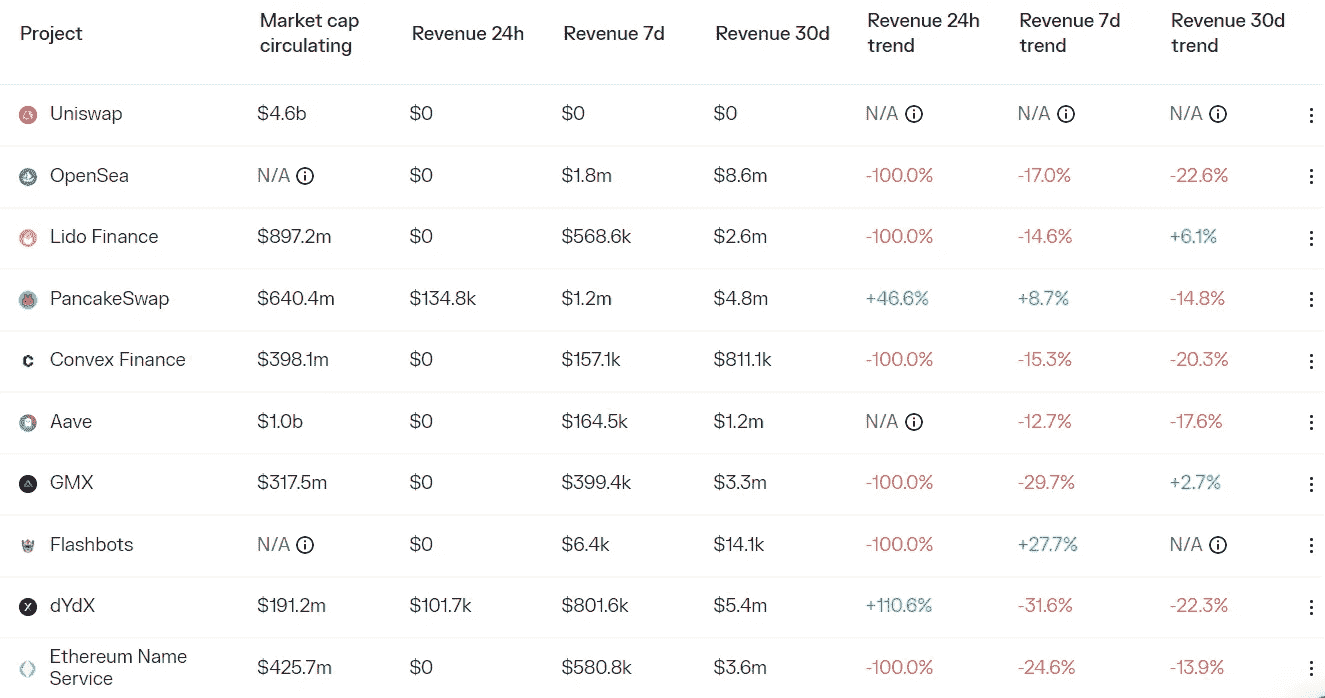 Project Market cap circulating Revenue 24h Revenue 7d Revenue 30d Revenue 24h trend Revenue 7d trend Revenue 30d trend
Uniswap $4.6b $0 $0 $0 N/A N/A N/A
OpenSea N/A $0 $1.8m $8.6m -100.0% -17.0% -22.6%
Lido Finance $897.2m $0 $568.6k $2.6m -100.0% -14.6% +6.1%
PancakeSwap $640.4m $134.8k $1.2m $4.8m +46.6% +8.7% -14.8%
Convex Finance $398.1m $0 $157.1k $811.1k -100.0% -15.3% -20.3%
Aave $1.0b $0 $164.5k $1.2m N/A -12.7% -17.6%
GMX $317.5m $0 $399.4k $3.3m -100.0% -29.7% +2.7%
Flashbots N/A $0 $6.4k $14.1k -100.0% +27.7% N/A
dYdX $191.2m $101.7k $801.6k $5.4m +110.6% -31.6% -22.3%
Ethereum Name Service $425.7m $0 $580.8k $3.6m -100.0% -24.6% -13.9%